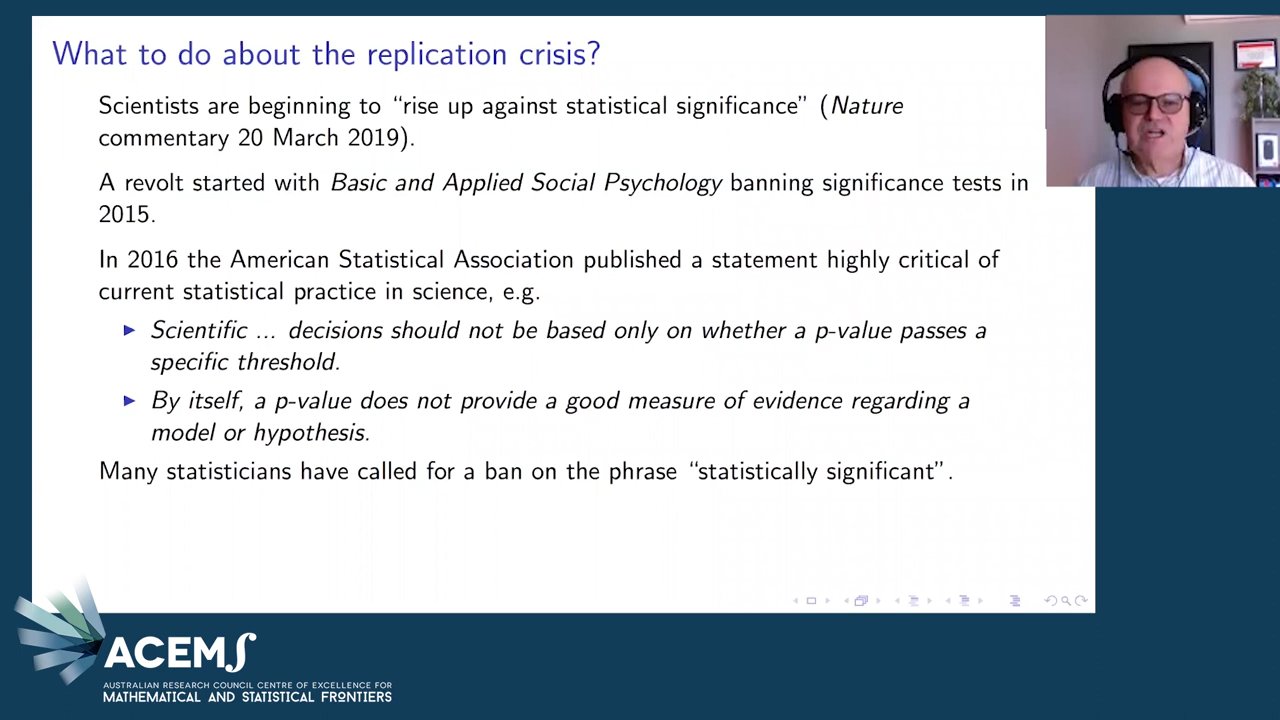 What to do about the replication crisis?
Scientists are beginning to “rise up against statistical significance” (Nature
commentary 20 March 2019).
A revolt started with Basic and Applied Social Psychology banning significance tests in
2015.
In 2016 the American Statistical Association published a statement highly critical of
current statistical practice in science, e.g.
Scientific ... decisions should not be based only on whether a p-value passes a
specific threshold.
By itself, a p-value does not provide a good measure of evidence regarding a
model or hypothesis.
Many statisticians have called for a ban on the phrase “statistically significant”.
ACEMS
AUSTRALIAN RESEARCH COUNCIL CENTRE OF EXCELLENCE FOR
MATHEMATICAL AND STATISTICAL FRONTIERS